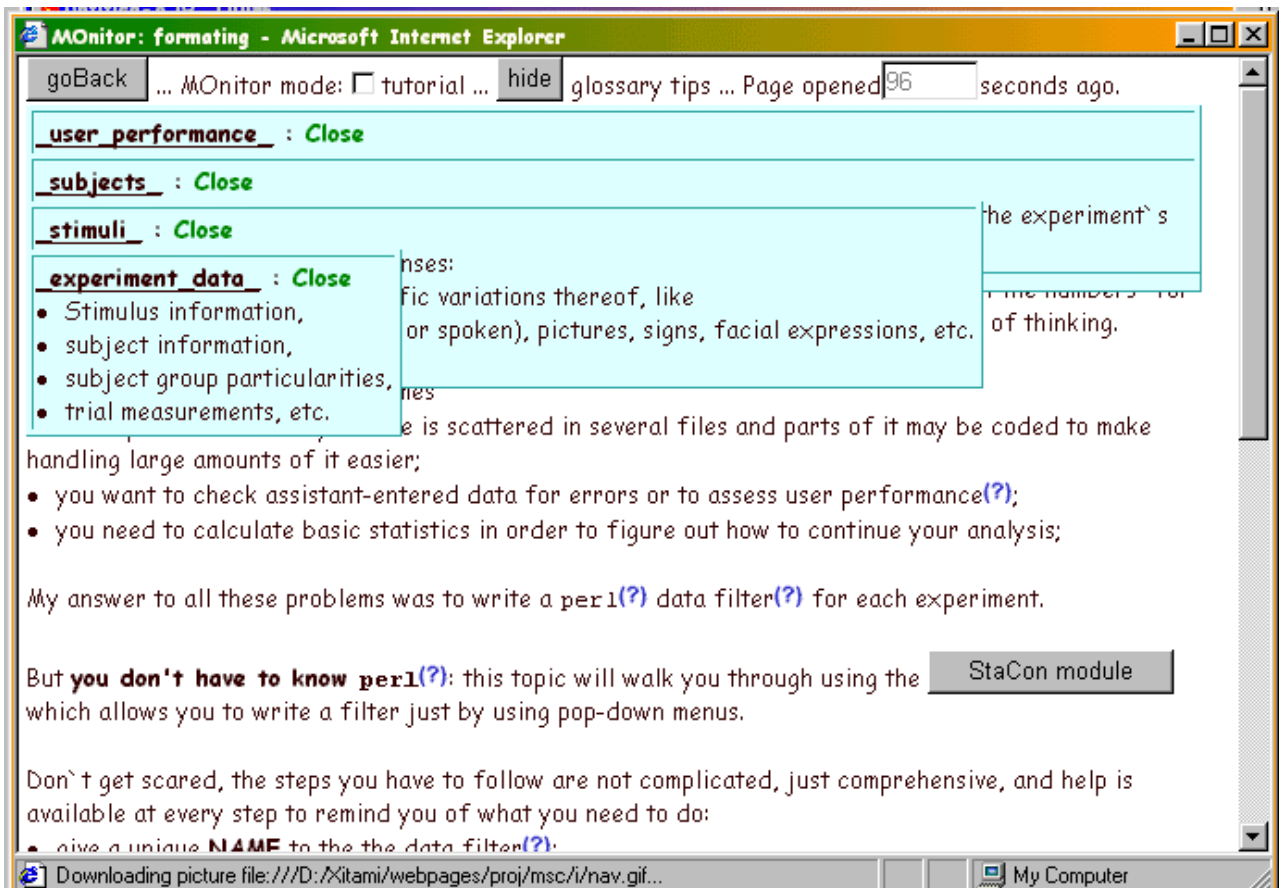 MOnitor: formating - Microsoft Internet Explorer
goBack ... MOnitor mode: tutorial ... hide glossary tips ... Page opened 96 seconds ago.
_user_performance_ : Close
_subjects_ : Close
the experiment`s
_stimuli_ : Close
_experiment_data_ : Close
• Stimulus information,
• subject information,
or spoken), pictures, signs, facial expressions, etc.
of thinking.
• subject group particularities,
• trial measurements, etc.
is scattered in several files and parts of it may be coded to make
handling large amounts of it easier;
• you want to check assistant-entered data for errors or to assess user performance(?);
• you need to calculate basic statistics in order to figure out how to continue your analysis;
My answer to all these problems was to write a perl(?) data filter(?) for each experiment.
But you don't have to know perl(?): this topic will walk you through using the StaCon module
which allows you to write a filter just by using pop-down menus.
Don`t get scared, the steps you have to follow are not complicated, just comprehensive, and help is
available at every step to remind you of what you need to do:
• give a unique NAME to the the data filter(?);
Downloading picture file:///D:/Xitami/webpages/proj/msc/i/nav.gif...
My Computer